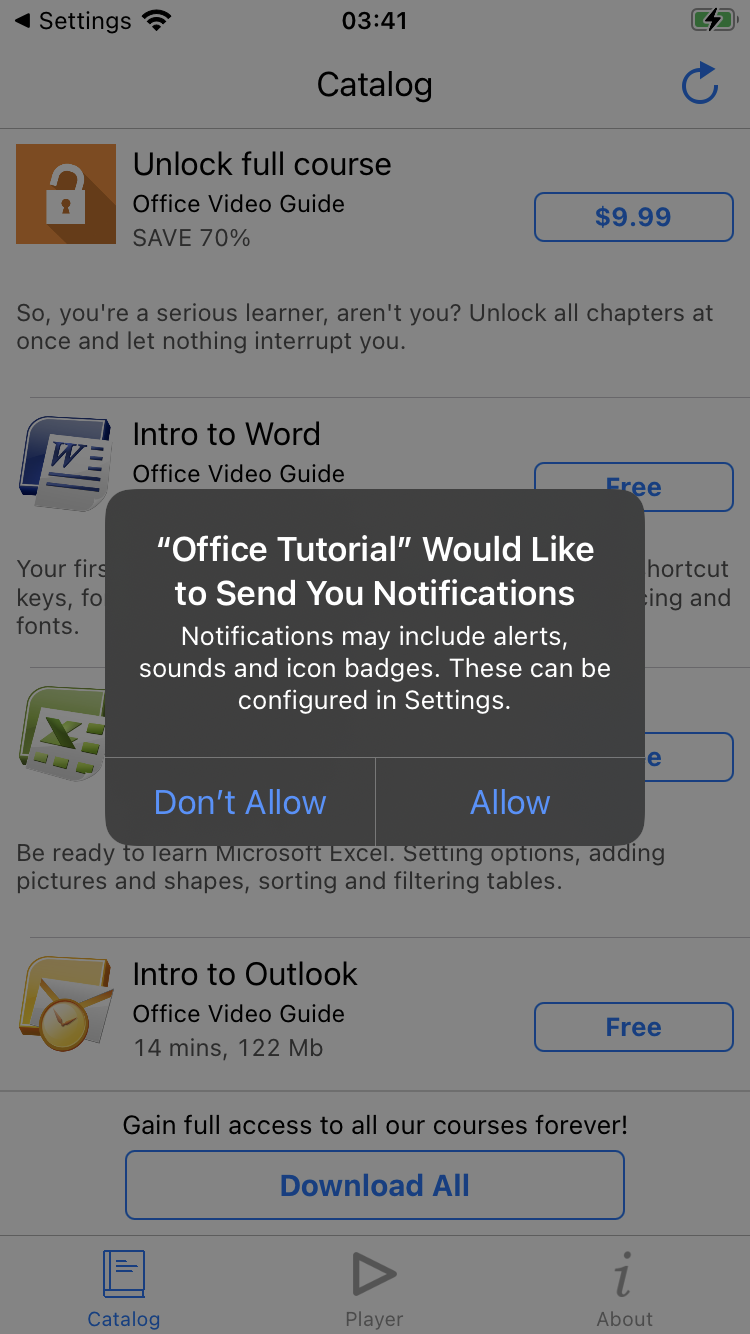 ◀ Settings 03:41
Catalog
Unlock full course
Office Video Guide
SAVE 70%
$9.99
So, you're a serious learner, aren't you? Unlock all chapters at
once and let nothing interrupt you.
Intro to Word
Office Video Guide
Free
“Office Tutorial” Would Like
to Send You Notifications
Notifications may include alerts,
sounds and icon badges. These can be
configured in Settings.
Don’t Allow
Allow
Your
hortcut
keys,
and
fonts.
Be ready to learn Microsoft Excel. Setting options, adding
pictures and shapes, sorting and filtering tables.
Intro to Outlook
Office Video Guide
14 mins, 122 Mb
Free
Gain full access to all our courses forever!
Download All
Catalog
Player
About